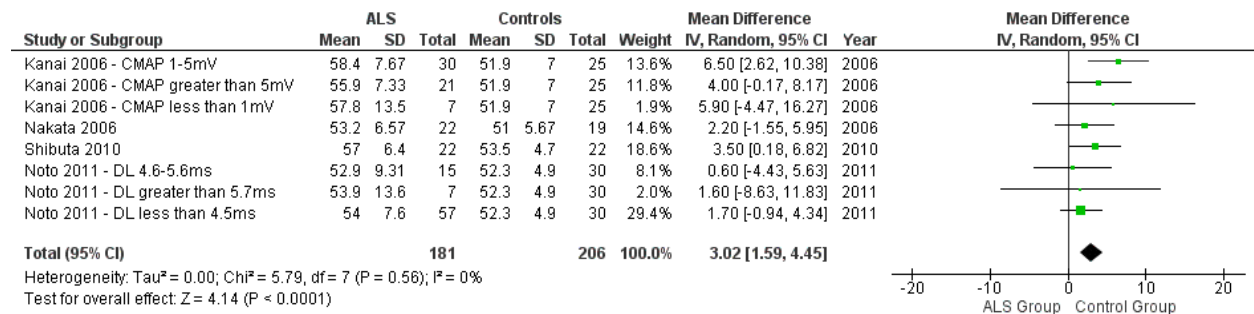 ALS Controls Mean Difference Mean Difference
Study or Subgroup Mean SD Total Mean SD Total Weight IV, Random, 95% CI Year IV, Random, 95% CI
Kanai 2006 - CMAP 1-5mV 58.4 7.67 30 51.9 7 25 13.6% 6.50 [2.62, 10.38] 2006
Kanai 2006 - CMAP greater than 5mV 55.9 7.33 21 51.9 7 25 11.8% 4.00 [-0.17, 8.17] 2006
Kanai 2006 - CMAP less than 1mV 57.8 13.5 7 51.9 7 25 1.9% 5.90 [-4.47, 16.27] 2006
Nakata 2006 53.2 6.57 22 51 5.67 19 14.6% 2.20 [-1.55, 5.95] 2006
Shibuta 2010 57 6.4 22 53.5 4.7 22 18.6% 3.50 [0.18, 6.82] 2010
Noto 2011 - DL 4.6-5.6ms 52.9 9.31 15 52.3 4.9 30 8.1% 0.60 [-4.43, 5.63] 2011
Noto 2011 - DL greater than 5.7ms 53.9 13.6 7 52.3 4.9 30 2.0% 1.60 [-8.63, 11.83] 2011
Noto 2011 - DL less than 4.5ms 54 7.6 57 52.3 4.9 30 29.4% 1.70 [-0.94, 4.34] 2011
Total (95% CI) 181 206 100.0% 3.02 [1.59, 4.45]
Heterogeneity: Tau² = 0.00; Chi² = 5.79, df = 7 (P = 0.56); I² = 0%
Test for overall effect: Z = 4.14 (P < 0.0001)
-20 -10 0 10 20
ALS Group Control Group